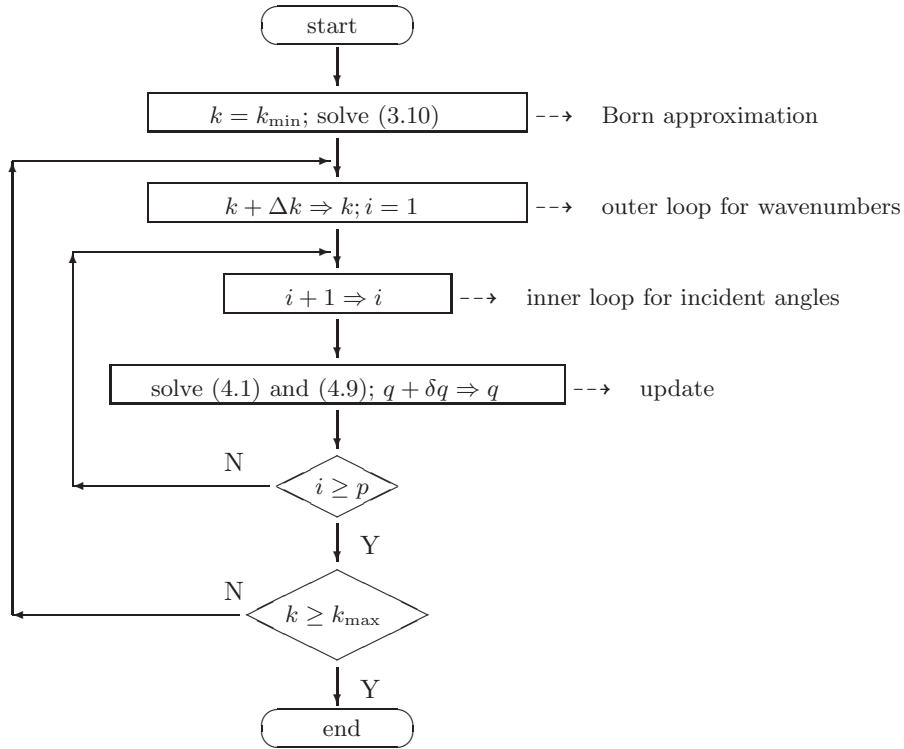 start
k = k_min; solve (3.10)
Born approximation
k + Δk ⇒ k; i = 1
outer loop for wavenumbers
i + 1 ⇒ i
inner loop for incident angles
solve (4.1) and (4.9); q + δq ⇒ q
update
N
i ≥ p
Y
N
k ≥ k_max
Y
end